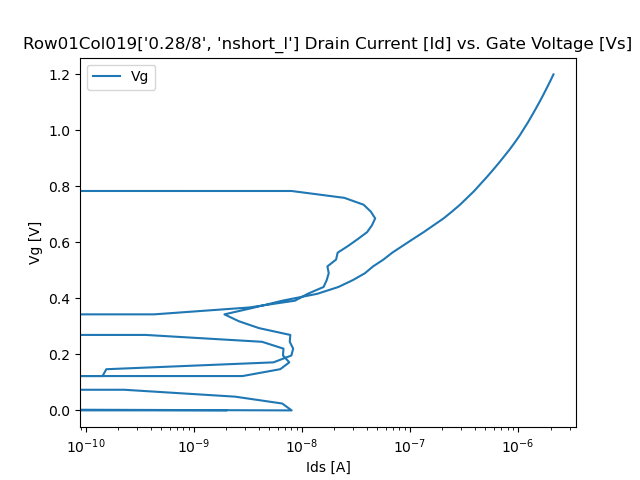 Row01Col019['0.28/8', 'nshort_l'] Drain Current [Id] vs. Gate Voltage [Vs]
Vg
1.2
1.0
0.8
0.6
0.4
0.2
0.0
Vg [V]
10⁻¹⁰ 10⁻⁹ 10⁻⁸ 10⁻⁷ 10⁻⁶
Ids [A]